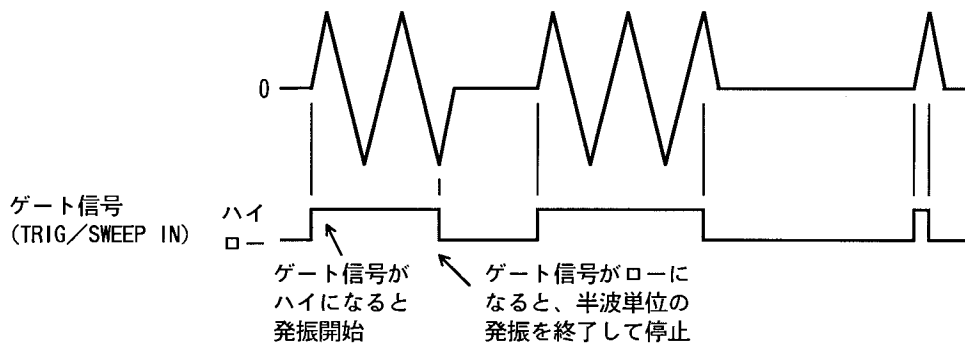 0
ゲート信号
(TRIG／SWEEP IN)
ハイ
ロー
ゲート信号が
ハイになると
発振開始
ゲート信号がローに
なると、半波単位の
発振を終了して停止